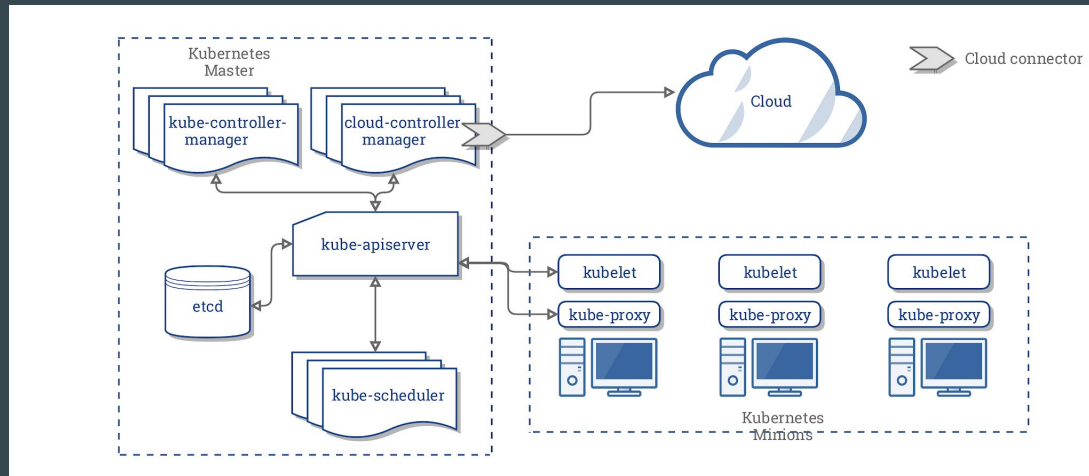 Kubernetes
Master
kube-controller-
manager
cloud-controller
manager
Cloud
Cloud connector
kube-apiserver
etcd
kube-scheduler
kubelet
kubelet
kubelet
kube-proxy
kube-proxy
kube-proxy
Kubernetes
Minions